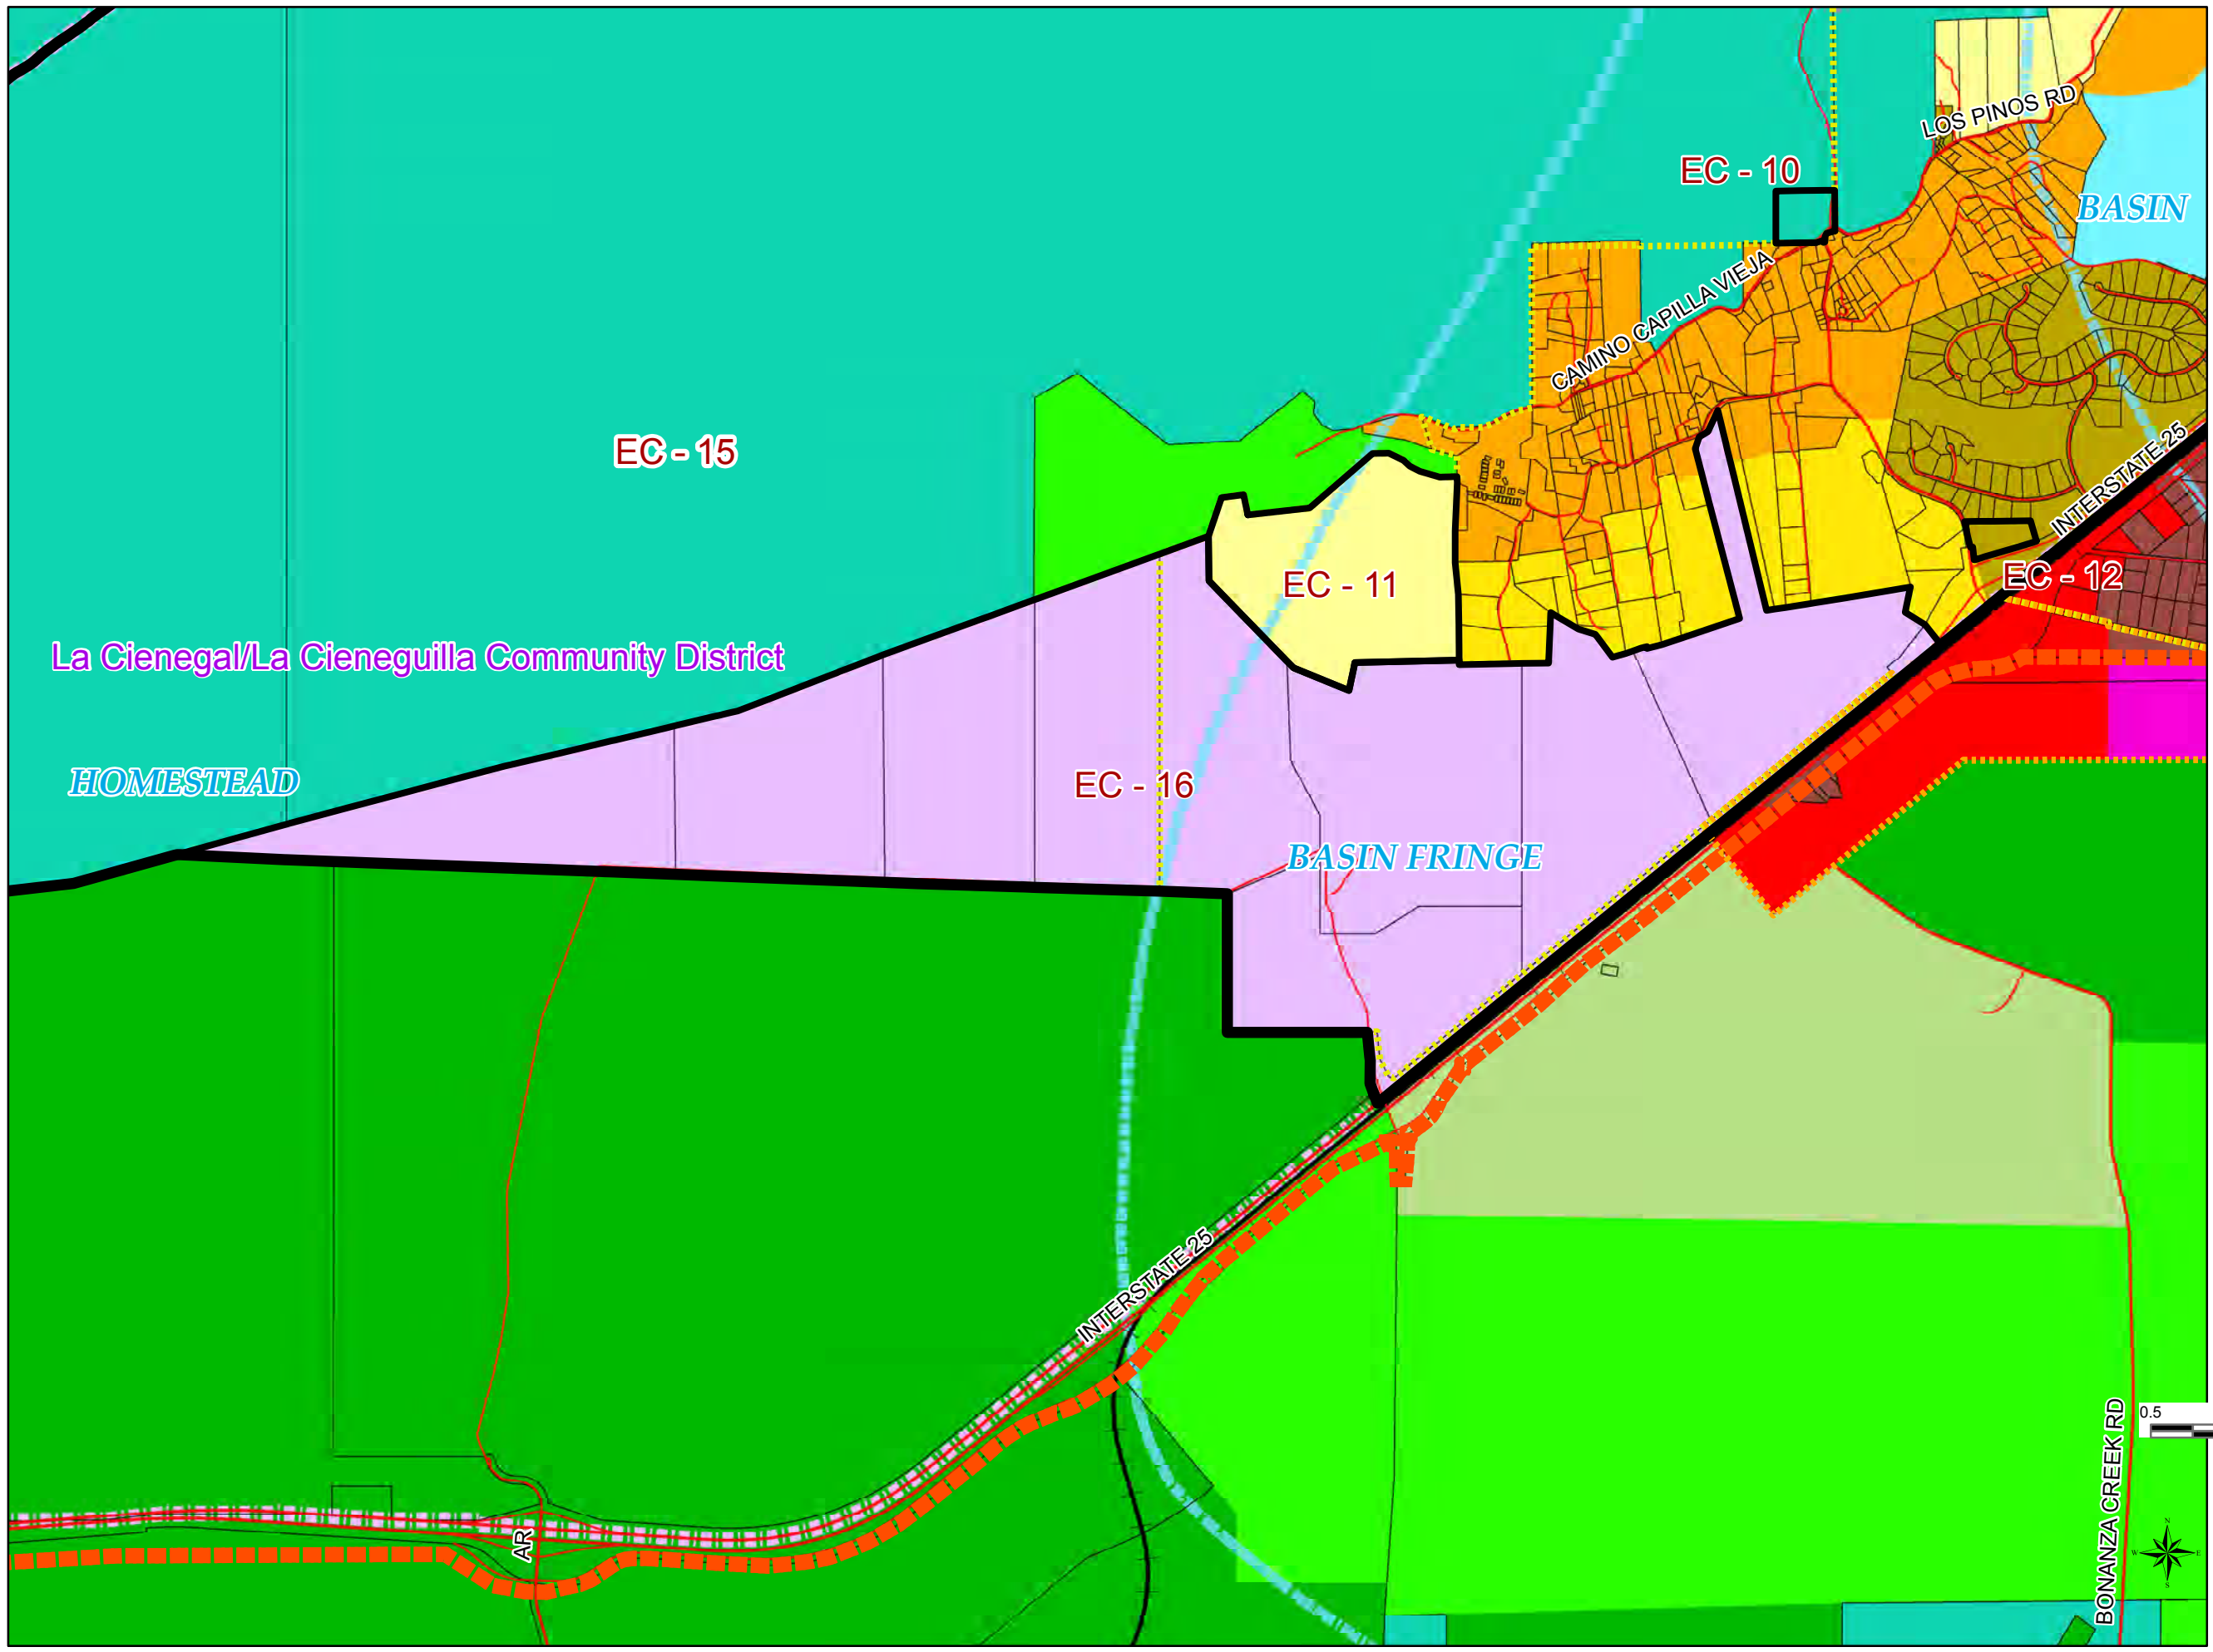 LOS PINOS RD
EC - 10
BASIN
CAMINO CAPILLA VIEJA
EC - 15
INTERSTATE 25
EC - 11
EC - 12
La Cienegal/La Cieneguilla Community District
HOMESTEAD
EC - 16
BASIN FRINGE
INTERSTATE 25
BONANZA CREEK RD
0.5
AR
N
W
E
S